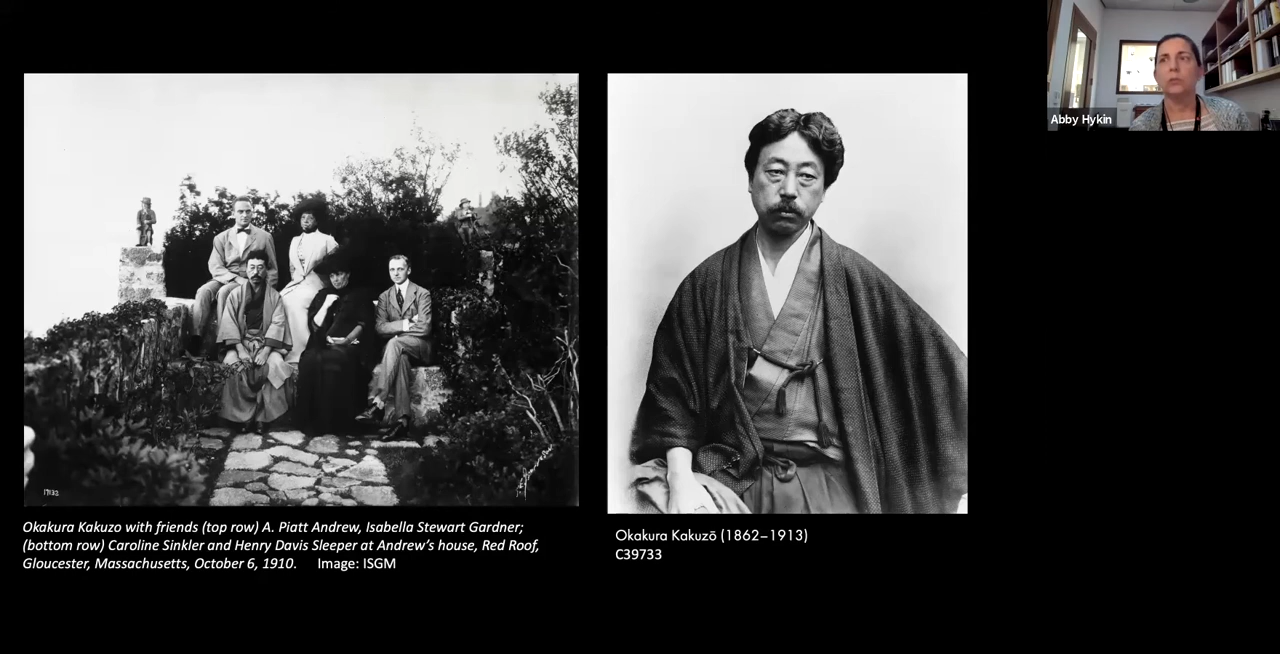 Abby Hykin
17132
Okakura Kakuzo with friends (top row) A. Piatt Andrew, Isabella Stewart Gardner;
(bottom row) Caroline Sinkler and Henry Davis Sleeper at Andrew's house, Red Roof,
Gloucester, Massachusetts, October 6, 1910. Image: ISGM
Okakura Kakuzō (1862–1913)
C39733